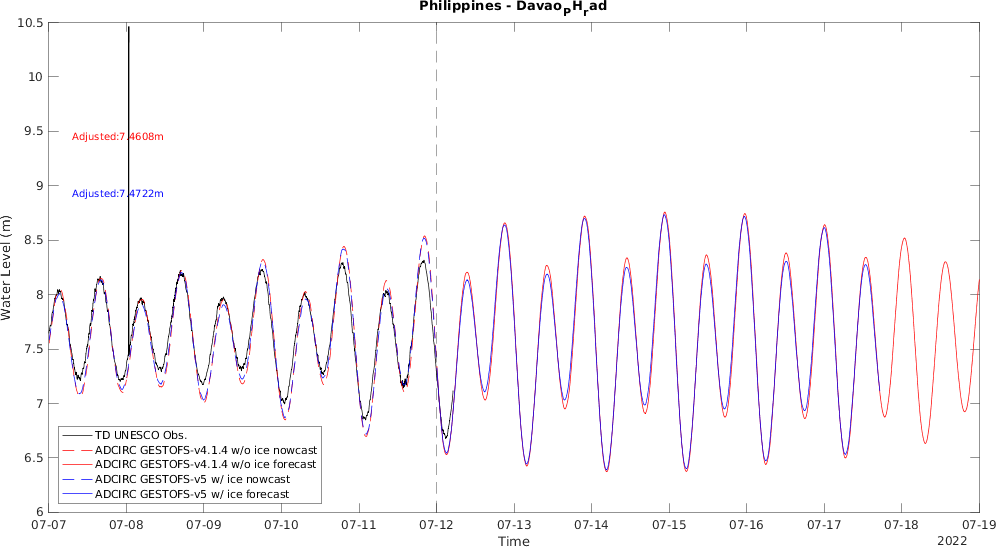 Philippines - DavaopHrad
10.5
10
9.5
9
8.5
8
7.5
7
6.5
6
Water Level (m)
Adjusted:7.4608m
Adjusted:7.4722m
TD UNESCO Obs.
ADCIRC GESTOFS-v4.1.4 w/o ice nowcast
ADCIRC GESTOFS-v4.1.4 w/o ice forecast
ADCIRC GESTOFS-v5 w/ ice nowcast
ADCIRC GESTOFS-v5 w/ ice forecast
07-07 07-08 07-09 07-10 07-11 07-12 07-13 07-14 07-15 07-16 07-17 07-18 07-19
Time
2022